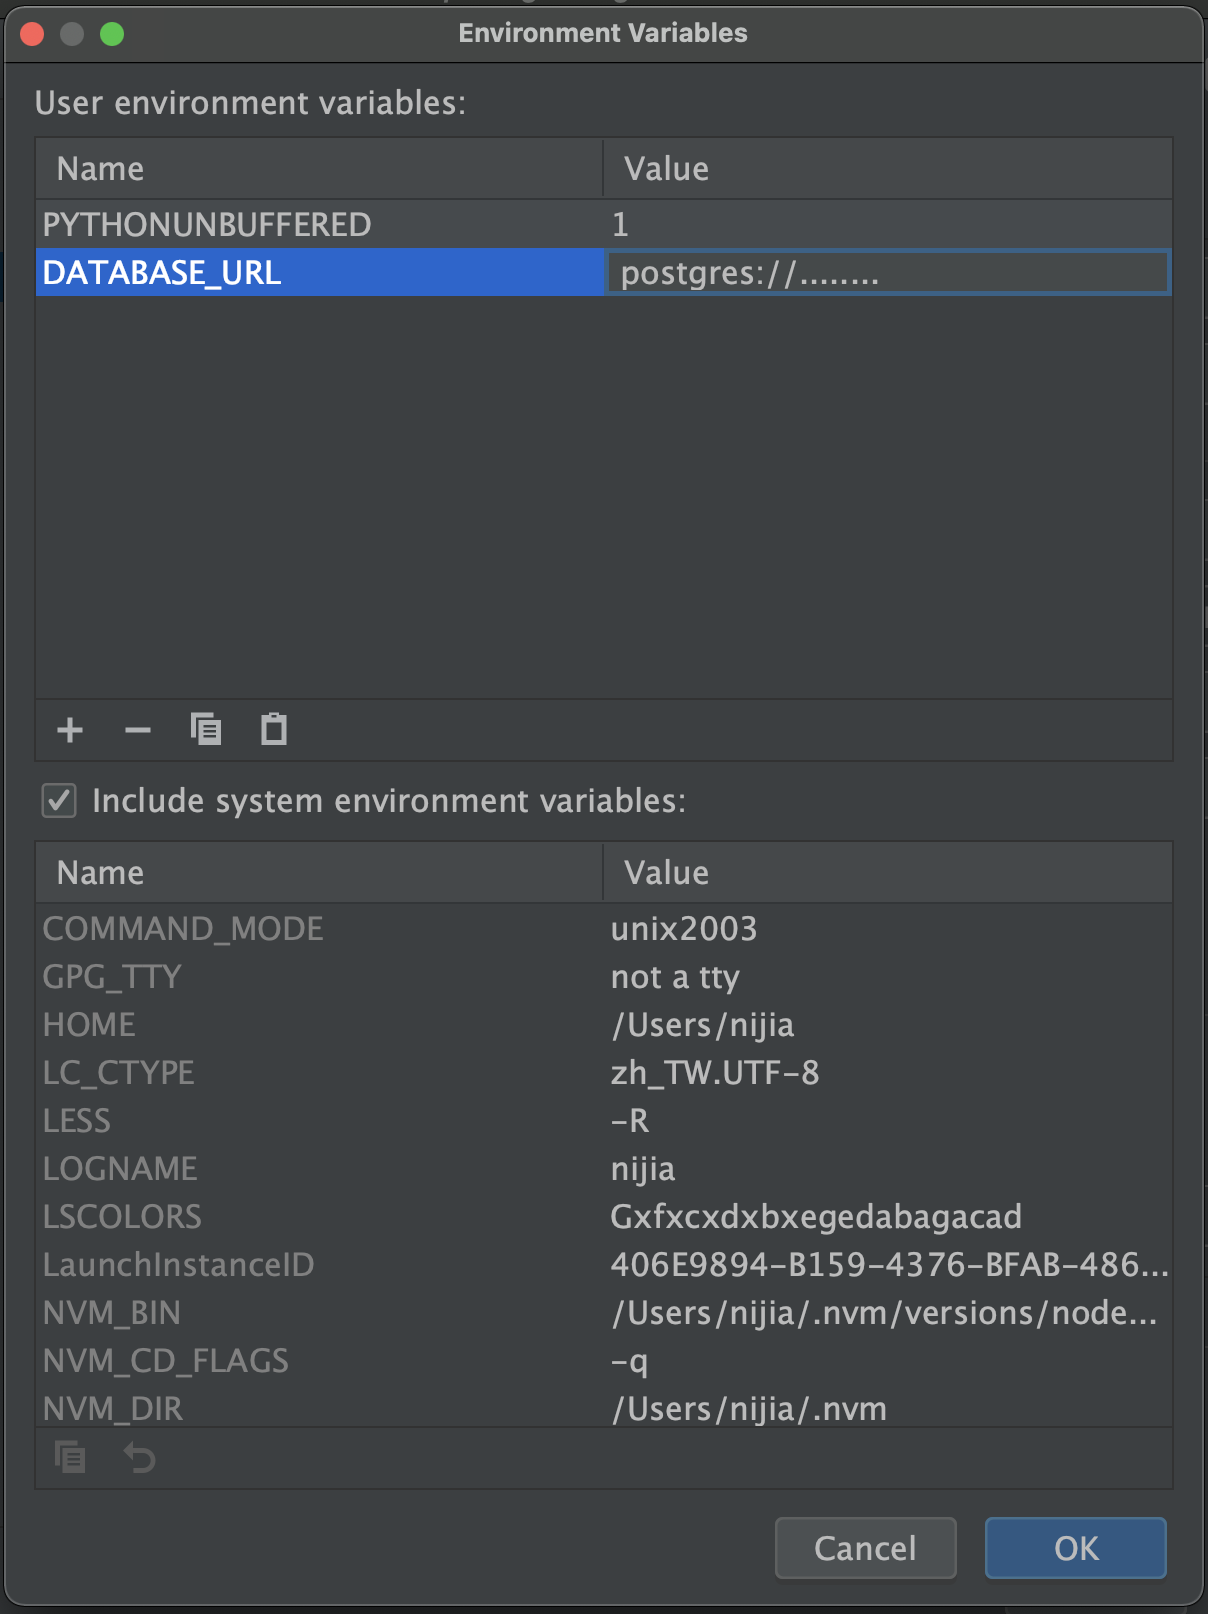 Environment Variables
User environment variables:
Name Value
PYTHONUNBUFFERED 1
DATABASE_URL postgres://........
Include system environment variables:
Name Value
COMMAND_MODE unix2003
GPG_TTY not a tty
HOME /Users/nijia
LC_CTYPE zh_TW.UTF-8
LESS -R
LOGNAME nijia
LSCOLORS Gxfxcxdxbxegedabagacad
LaunchInstanceID 406E9894-B159-4376-BFAB-486...
NVM_BIN /Users/nijia/.nvm/versions/node...
NVM_CD_FLAGS -q
NVM_DIR /Users/nijia/.nvm
Cancel OK